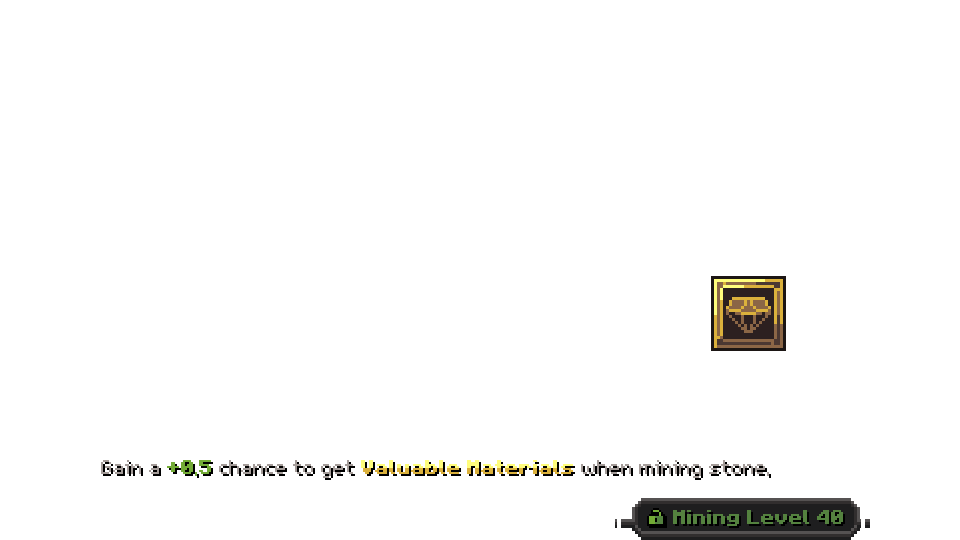 Gain a +0.5 chance to get Valuable Materials when mining stone.
Mining Level 40